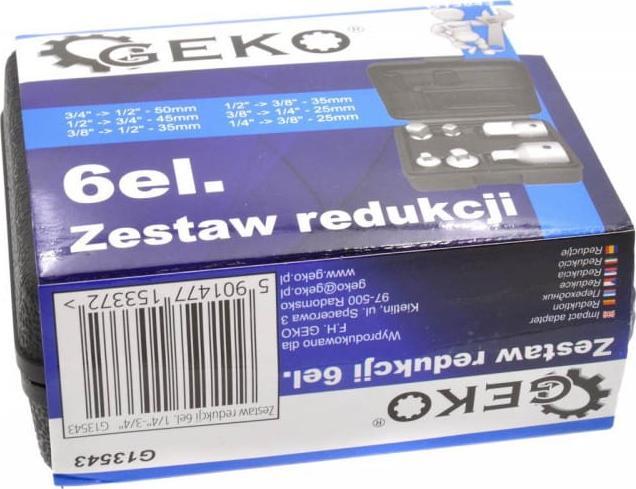 GEKO®
3/4" -> 1/2" - 50mm
1/2" -> 3/4" - 45mm
3/8" -> 1/2" - 35mm
1/2" -> 3/8" - 35mm
3/8" -> 1/4" - 25mm
1/4" -> 3/8" - 25mm
6el.
Zestaw redukcji
GEKO®
Zestaw redukcji 6el.
Impact adapter
Reduktion
Переходник
Redukce
Redukcia
Redukció
Reducție
Wyprodukowano dla
F.H. GEKO
Kietlin, ul. Spacerowa 3
97-500 Radomsko
geko@geko.pl
www.geko.pl
G13543
Zestaw redukcji 6el. 1/4"-3/4" G13543
5 901477 153372 >